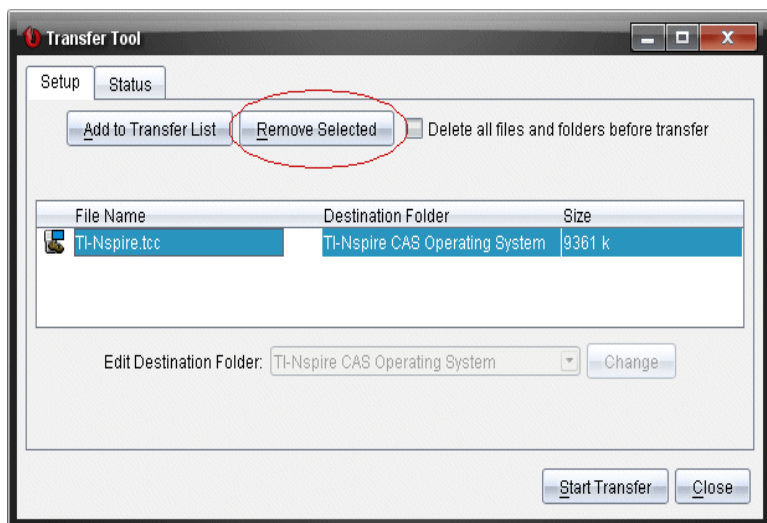 Transfer Tool
Setup Status
Add to Transfer List Remove Selected Delete all files and folders before transfer
File Name Destination Folder Size
TI-Nspire.tcc TI-Nspire CAS Operating System 9361 k
Edit Destination Folder: TI-Nspire CAS Operating System Change
Start Transfer Close